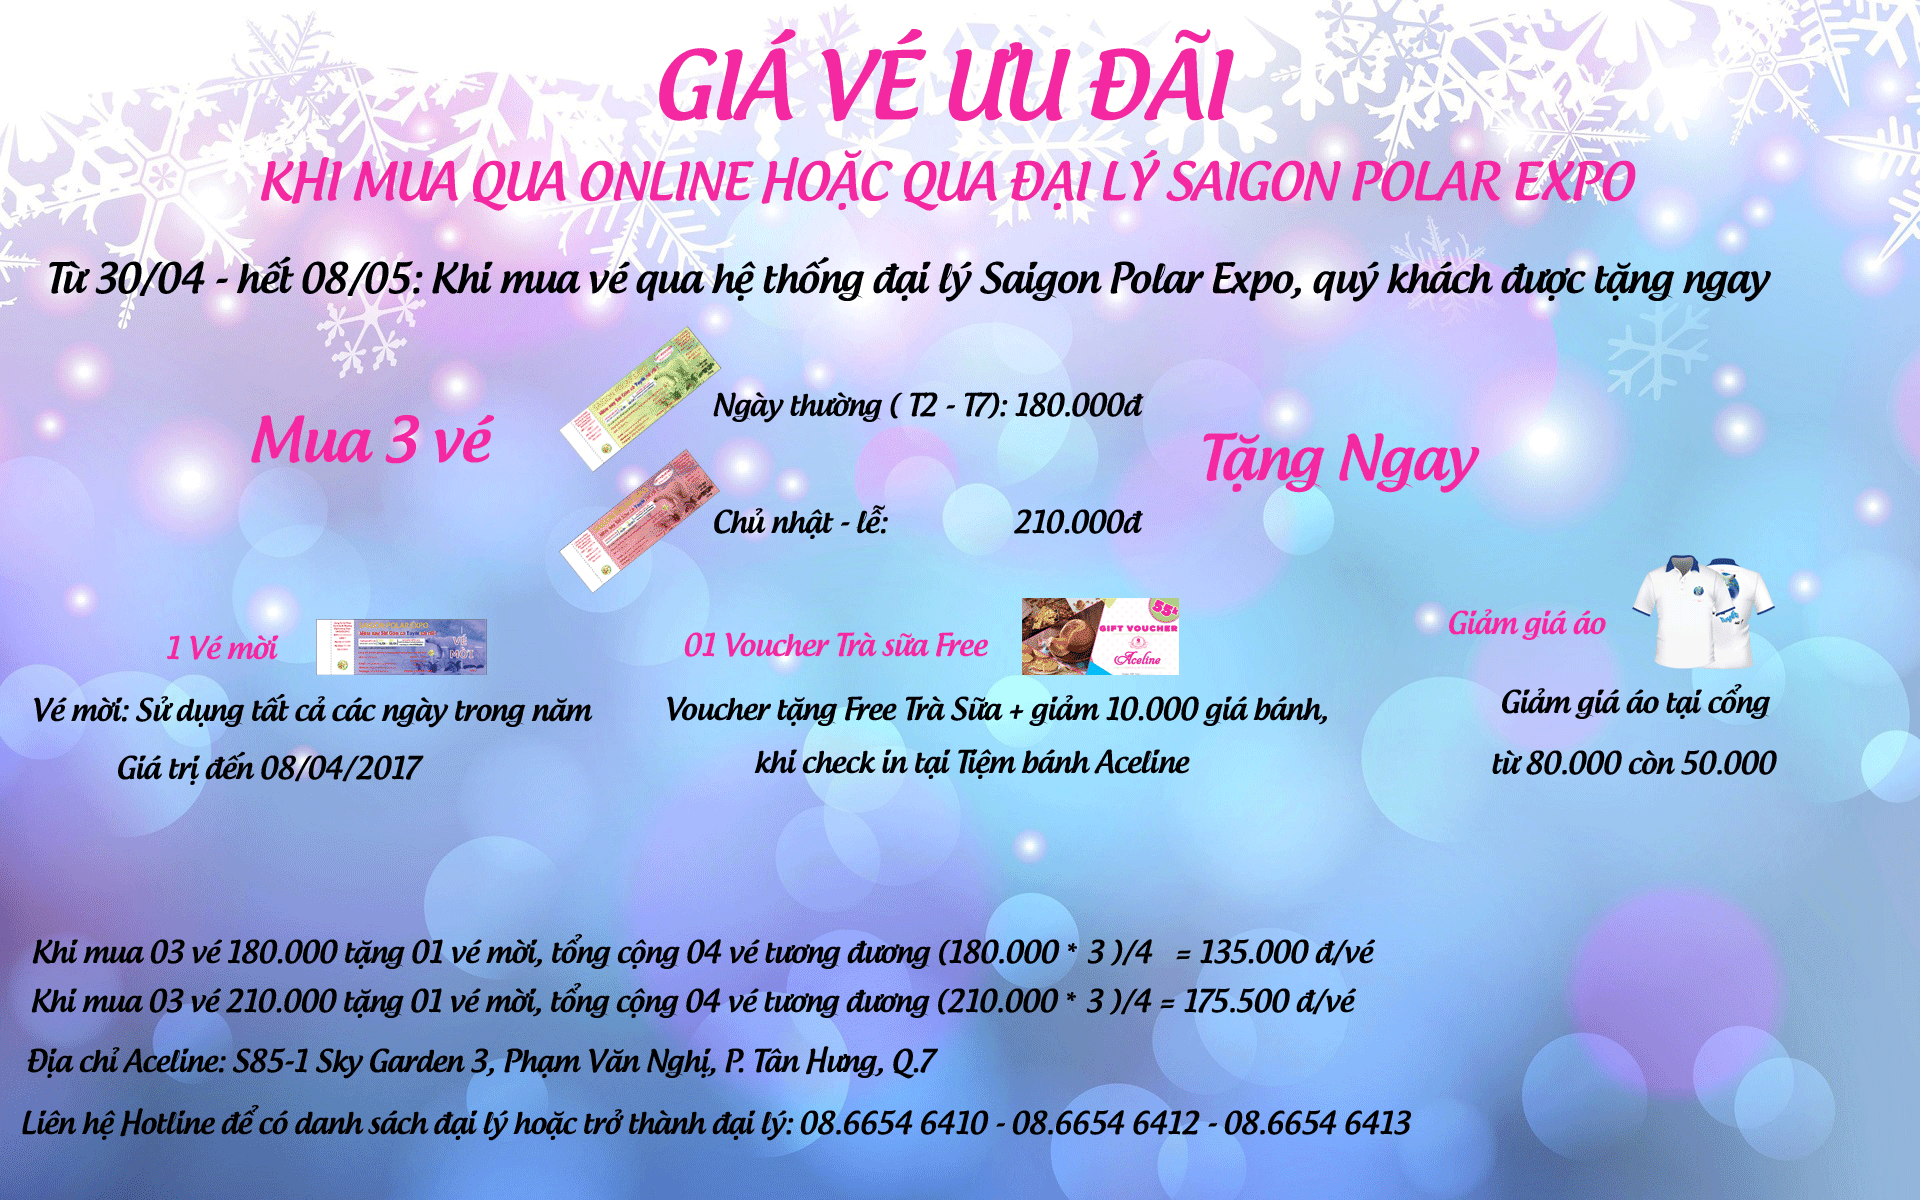 GIÁ VÉ ƯU ĐÃI
KHI MUA QUA ONLINE HOẶC QUA ĐẠI LÝ SAIGON POLAR EXPO
Từ 30/04 - hết 08/05: Khi mua vé qua hệ thống đại lý Saigon Polar Expo, quý khách được tặng ngay
Mua 3 vé
Ngày thường ( T2 - T7): 180.000đ
Chủ nhật - lễ: 210.000đ
Tặng Ngay
1 Vé mời
VÉ
MỜI
Vé mời: Sử dụng tất cả các ngày trong năm
Giá trị đến 08/04/2017
01 Voucher Trà sữa Free
55k
GIFT VOUCHER
Aceline
Voucher tặng Free Trà Sữa + giảm 10.000 giá bánh,
khi check in tại Tiệm bánh Aceline
Giảm giá áo
Giảm giá áo tại cổng
từ 80.000 còn 50.000
Khi mua 03 vé 180.000 tặng 01 vé mời, tổng cộng 04 vé tương đương (180.000 * 3 )/4 = 135.000 đ/vé
Khi mua 03 vé 210.000 tặng 01 vé mời, tổng cộng 04 vé tương đương (210.000 * 3 )/4 = 175.500 đ/vé
Địa chỉ Aceline: S85-1 Sky Garden 3, Phạm Văn Nghị, P. Tân Hưng, Q.7
Liên hệ Hotline để có danh sách đại lý hoặc trở thành đại lý: 08.6654 6410 - 08.6654 6412 - 08.6654 6413